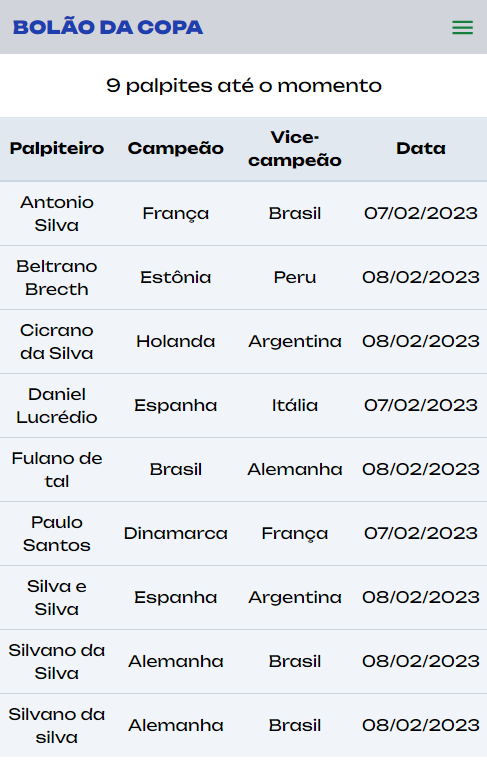 BOLÃO DA COPA
9 palpites até o momento
Palpiteiro Campeão Vice-campeão Data
Antonio Silva França Brasil 07/02/2023
Beltrano Brecth Estônia Peru 08/02/2023
Cicrano da Silva Holanda Argentina 08/02/2023
Daniel Lucrédio Espanha Itália 07/02/2023
Fulano de tal Brasil Alemanha 08/02/2023
Paulo Santos Dinamarca França 07/02/2023
Silva e Silva Espanha Argentina 08/02/2023
Silvano da Silva Alemanha Brasil 08/02/2023
Silvano da silva Alemanha Brasil 08/02/2023